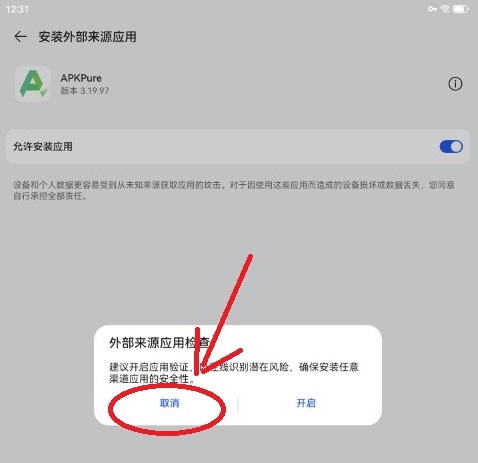 12:31
安装外部来源应用
APKPure
版本 3.19.97
允许安装应用
设备和个人数据更容易受到从未知来源获取应用的攻击。对于因使用这些应用而造成的设备损坏或数据丢失，您同意
自行承担全部责任。
外部来源应用检查
建议开启应用验证，在线识别潜在风险，确保安装任意
渠道应用的安全性。
取消
开启